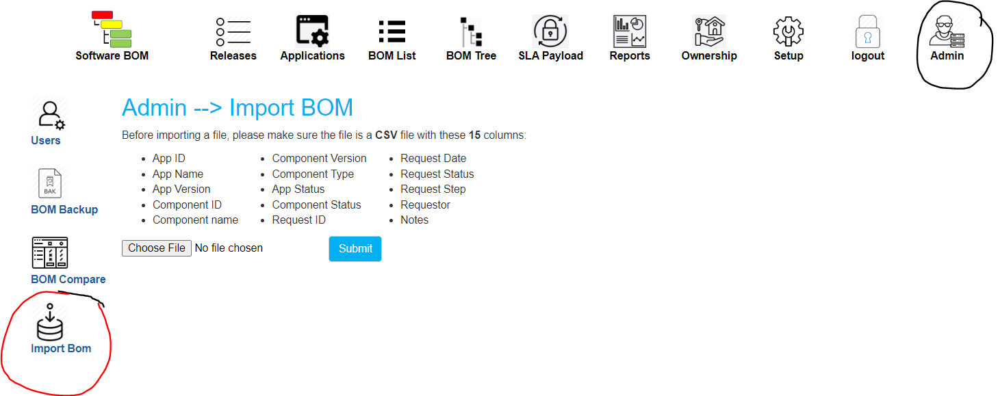 Software BOM Releases Applications BOM List BOM Tree SLA Payload Reports Ownership Setup logout Admin
Users
BAK
BOM Backup
BOM Compare
Import Bom
Admin --> Import BOM
Before importing a file, please make sure the file is a CSV file with these 15 columns:
App ID
App Name
App Version
Component ID
Component name
Component Version
Component Type
App Status
Component Status
Request ID
Request Date
Request Status
Request Step
Requestor
Notes
Choose File No file chosen Submit